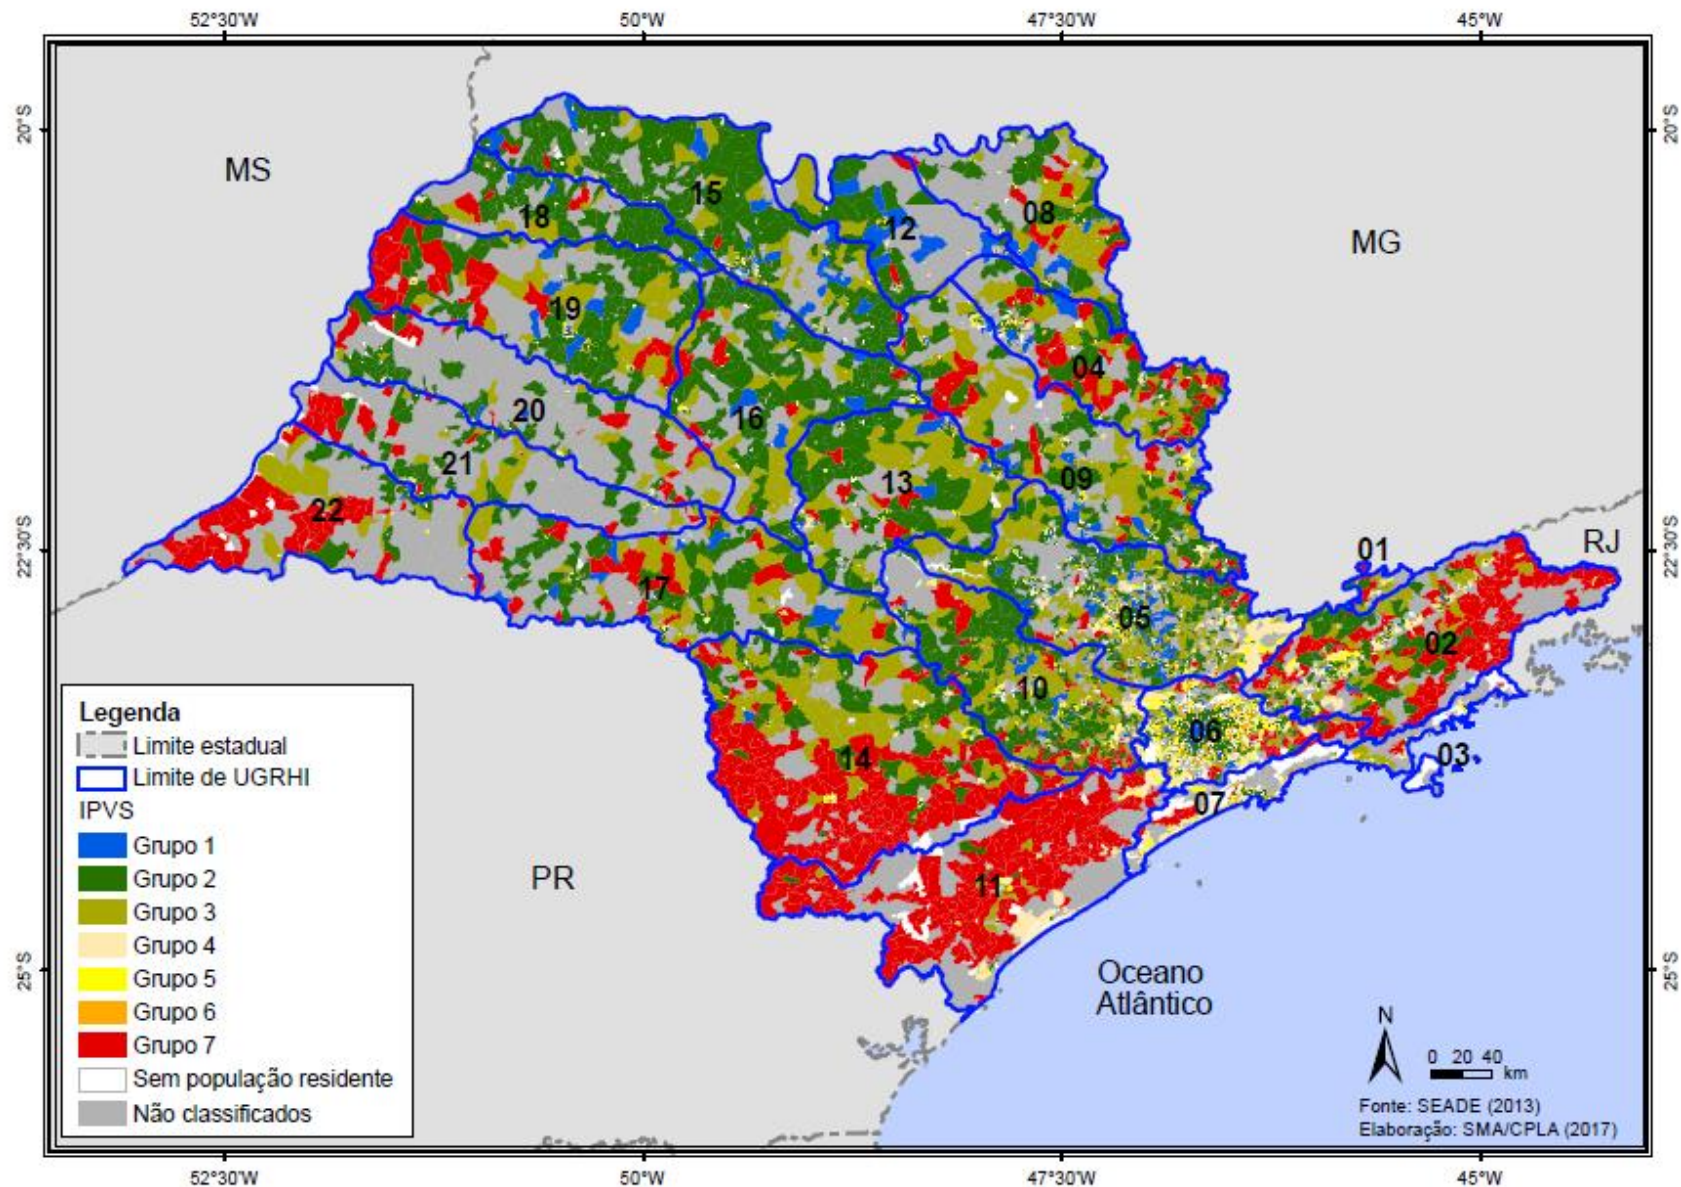 52°30'W
50°W
47°30'W
45°W
20°S
20°S
MS
MG
15
18
12
08
19
04
20
16
21
13
09
22
22°30'S
22°30'S
01
RJ
17
05
02
10
06
03
14
07
11
PR
Legenda
Limite estadual
Limite de UGRHI
IPVS
Grupo 1
Grupo 2
Grupo 3
Grupo 4
Grupo 5
Grupo 6
Grupo 7
Sem população residente
Não classificados
25°S
25°S
Oceano
Atlântico
N
0 20 40
km
Fonte: SEADE (2013)
Elaboração: SMA/CPLA (2017)
52°30'W
50°W
47°30'W
45°W